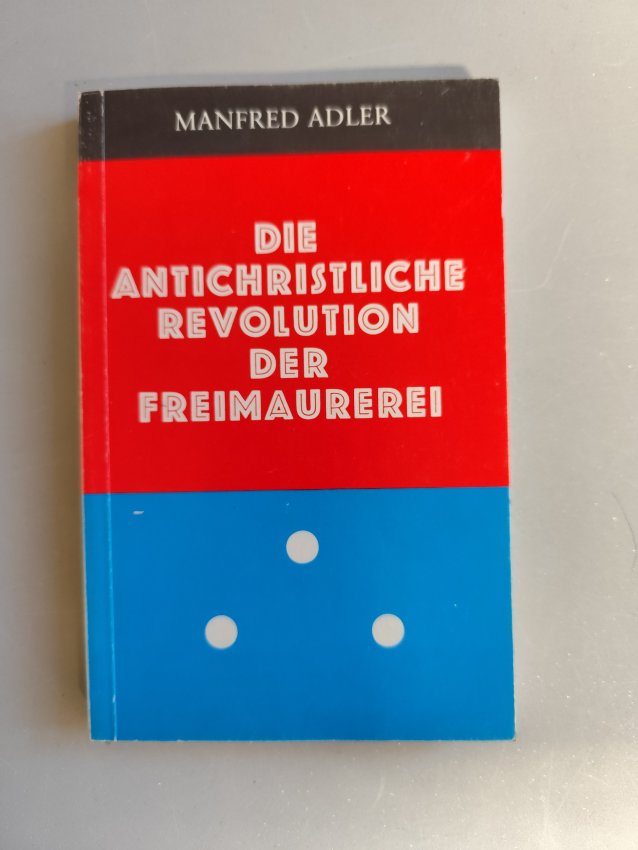 MANFRED ADLER
DIE
ANTICHRISTLICHE
REVOLUTION
DER
FREIMAUREREI